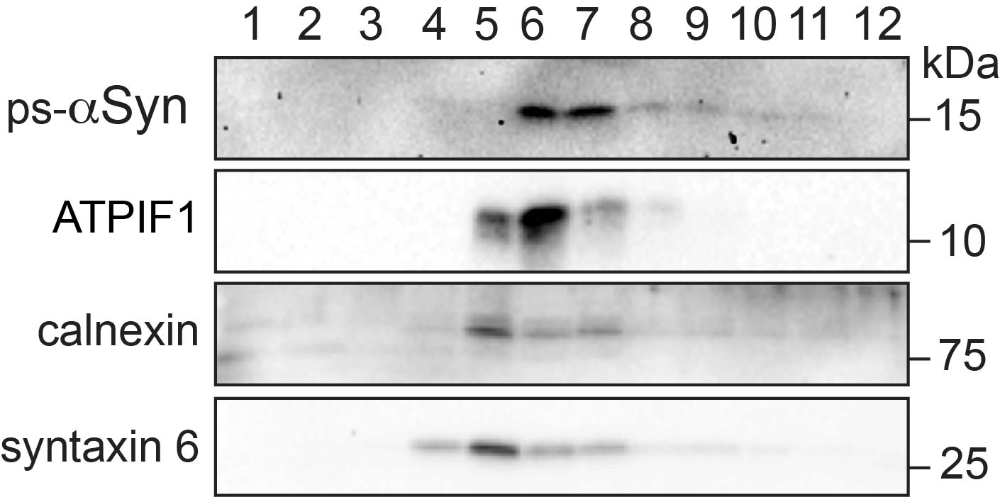 1 2 3 4 5 6 7 8 9 10 11 12
kDa
ps-αSyn
15
ATPIF1
10
calnexin
75
syntaxin 6
25